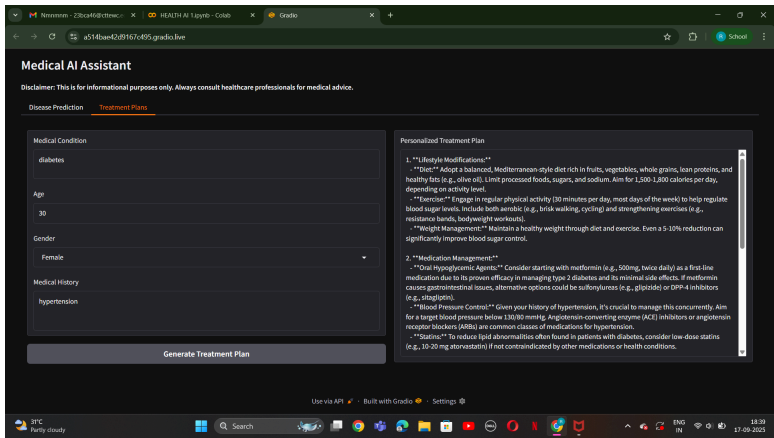 Nmnmnm - 23bca46@cttewc.e
HEALTH AI 1.ipynb - Colab
Gradio
a514bae42d9167c495.gradio.live
School
Medical AI Assistant
Disclaimer: This is for informational purposes only. Always consult healthcare professionals for medical advice.
Disease Prediction
Treatment Plans
Medical Condition
diabetes
Age
30
Gender
Female
Medical History
hypertension
Generate Treatment Plan
Personalized Treatment Plan
1. **Lifestyle Modifications:**
- **Diet:** Adopt a balanced, Mediterranean-style diet rich in fruits, vegetables, whole grains, lean proteins, and
healthy fats (e.g., olive oil). Limit processed foods, sugars, and sodium. Aim for 1,500-1,800 calories per day,
depending on activity level.
- **Exercise:** Engage in regular physical activity (30 minutes per day, most days of the week) to help regulate
blood sugar levels. Include both aerobic (e.g., brisk walking, cycling) and strengthening exercises (e.g.,
resistance bands, bodyweight workouts).
- **Weight Management:** Maintain a healthy weight through diet and exercise. Even a 5-10% reduction can
significantly improve blood sugar control.
2. **Medication Management:**
- **Oral Hypoglycemic Agents:** Consider starting with metformin (e.g., 500mg, twice daily) as a first-line
medication due to its proven efficacy in managing type 2 diabetes and its minimal side effects. If metformin
causes gastrointestinal issues, alternative options could be sulfonylureas (e.g., glipizide) or DPP-4 inhibitors
(e.g., sitagliptin).
- **Blood Pressure Control:** Given your history of hypertension, it's crucial to manage this concurrently. Aim
for a target blood pressure below 130/80 mmHg. Angiotensin-converting enzyme (ACE) inhibitors or angiotensin
receptor blockers (ARBs) are common classes of medications for hypertension.
- **Statins:** To reduce lipid abnormalities often found in patients with diabetes, consider low-dose statins
(e.g., 10-20 mg atorvastatin) if not contraindicated by other medications or health conditions.
Use via API · Built with Gradio · Settings
31°C
Partly cloudy
Search
ENG
IN
18:39
17-09-2025